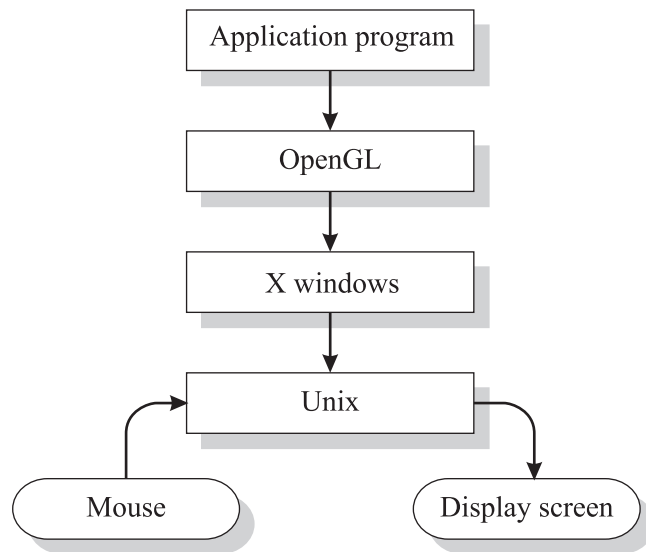 Application program
OpenGL
X windows
Unix
Mouse
Display screen